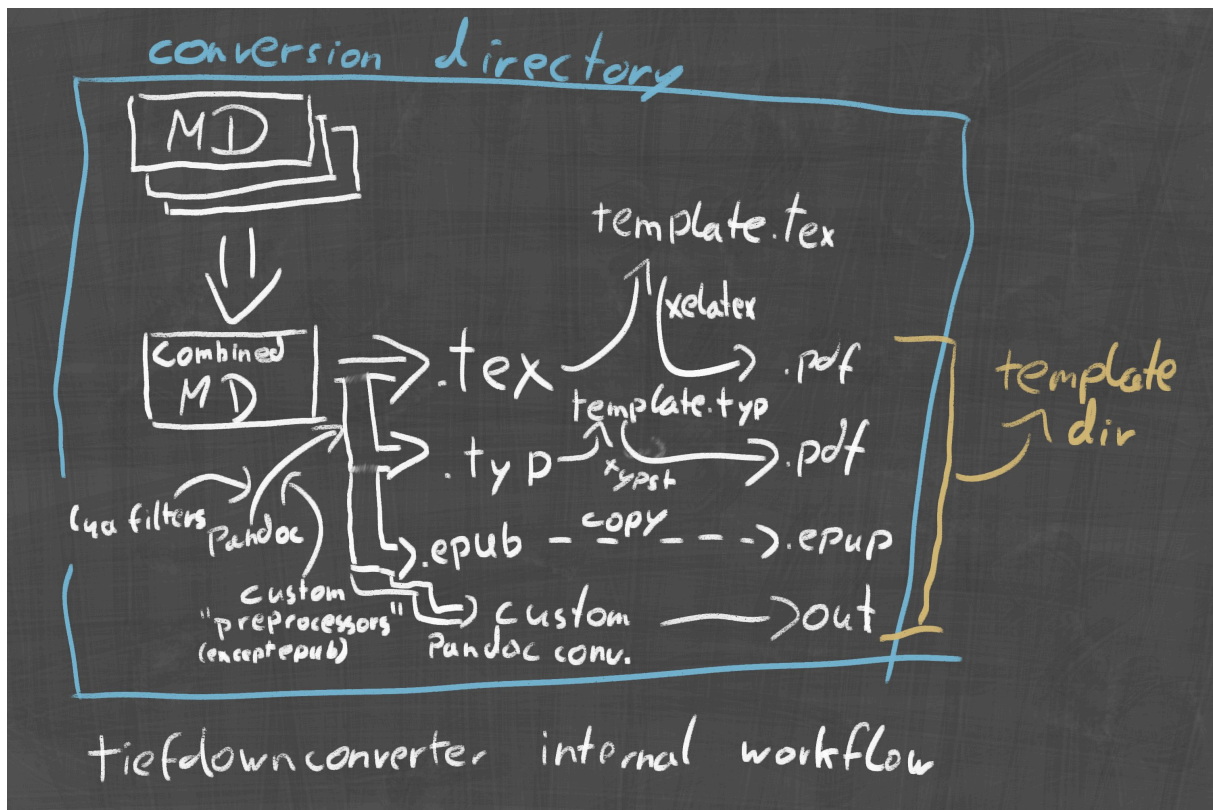 conversion directory
MD
template.tex
xelatex
Combined
MD
.tex
.pdf
template.typ
template
dir
.typ
typst
.pdf
lua filters
Pandoc
.epub
copy
.epup
custom
"preprocessors"
(except epub)
custom
Pandoc conv.
out
tiefdownconverter internal workflow